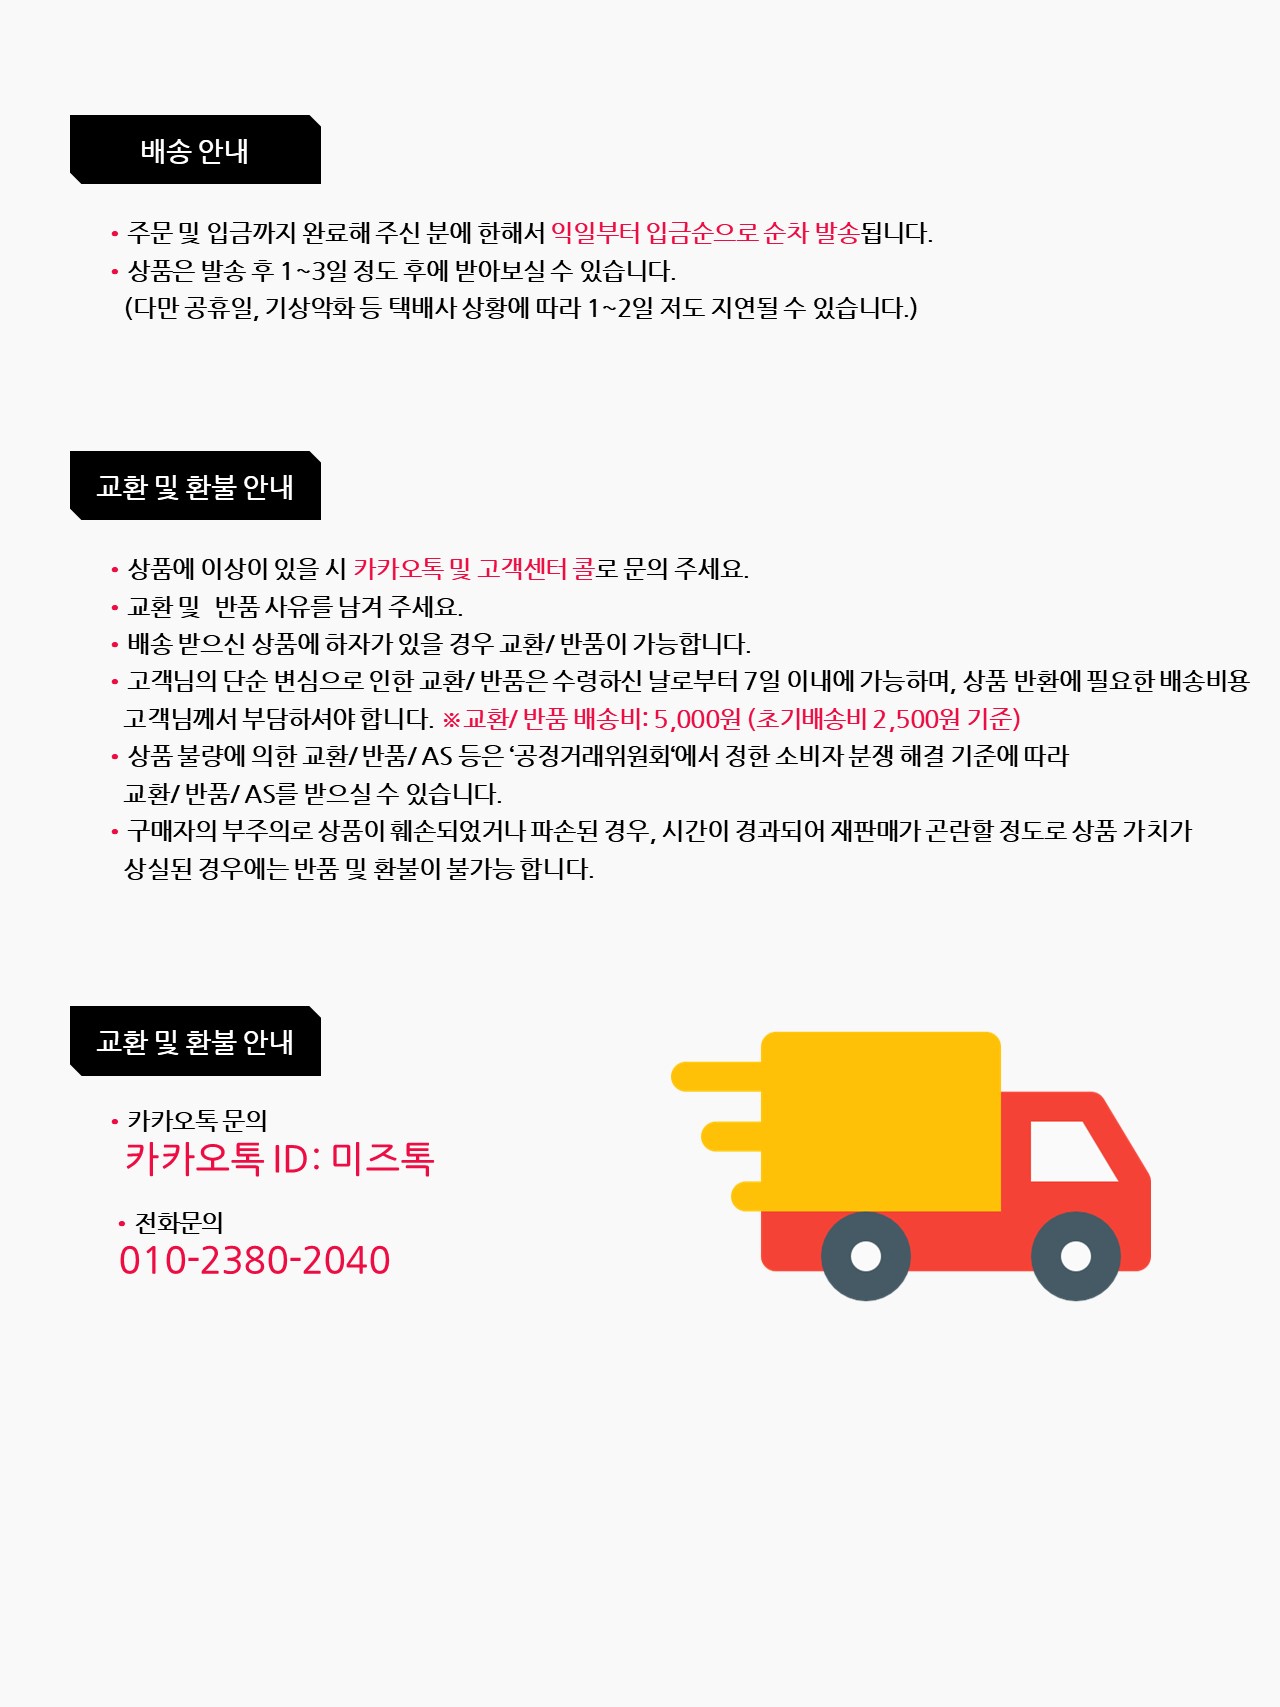 배송 안내
• 주문 및 입금까지 완료해 주신 분에 한해서 익일부터 입금순으로 순차 발송됩니다.
• 상품은 발송 후 1~3일 정도 후에 받아보실 수 있습니다.
(다만 공휴일, 기상악화 등 택배사 상황에 따라 1~2일 저도 지연될 수 있습니다.)
교환 및 환불 안내
• 상품에 이상이 있을 시 카카오톡 및 고객센터 콜로 문의 주세요.
• 교환 및 반품 사유를 남겨 주세요.
• 배송 받으신 상품에 하자가 있을 경우 교환/ 반품이 가능합니다.
• 고객님의 단순 변심으로 인한 교환/ 반품은 수령하신 날로부터 7일 이내에 가능하며, 상품 반환에 필요한 배송비용
고객님께서 부담하셔야 합니다. ※교환/ 반품 배송비: 5,000원 (초기배송비 2,500원 기준)
• 상품 불량에 의한 교환/ 반품/ AS 등은 ‘공정거래위원회‘에서 정한 소비자 분쟁 해결 기준에 따라
교환/ 반품/ AS를 받으실 수 있습니다.
• 구매자의 부주의로 상품이 훼손되었거나 파손된 경우, 시간이 경과되어 재판매가 곤란할 정도로 상품 가치가
상실된 경우에는 반품 및 환불이 불가능 합니다.
교환 및 환불 안내
• 카카오톡 문의
카카오톡 ID: 미즈톡
• 전화문의
010-2380-2040